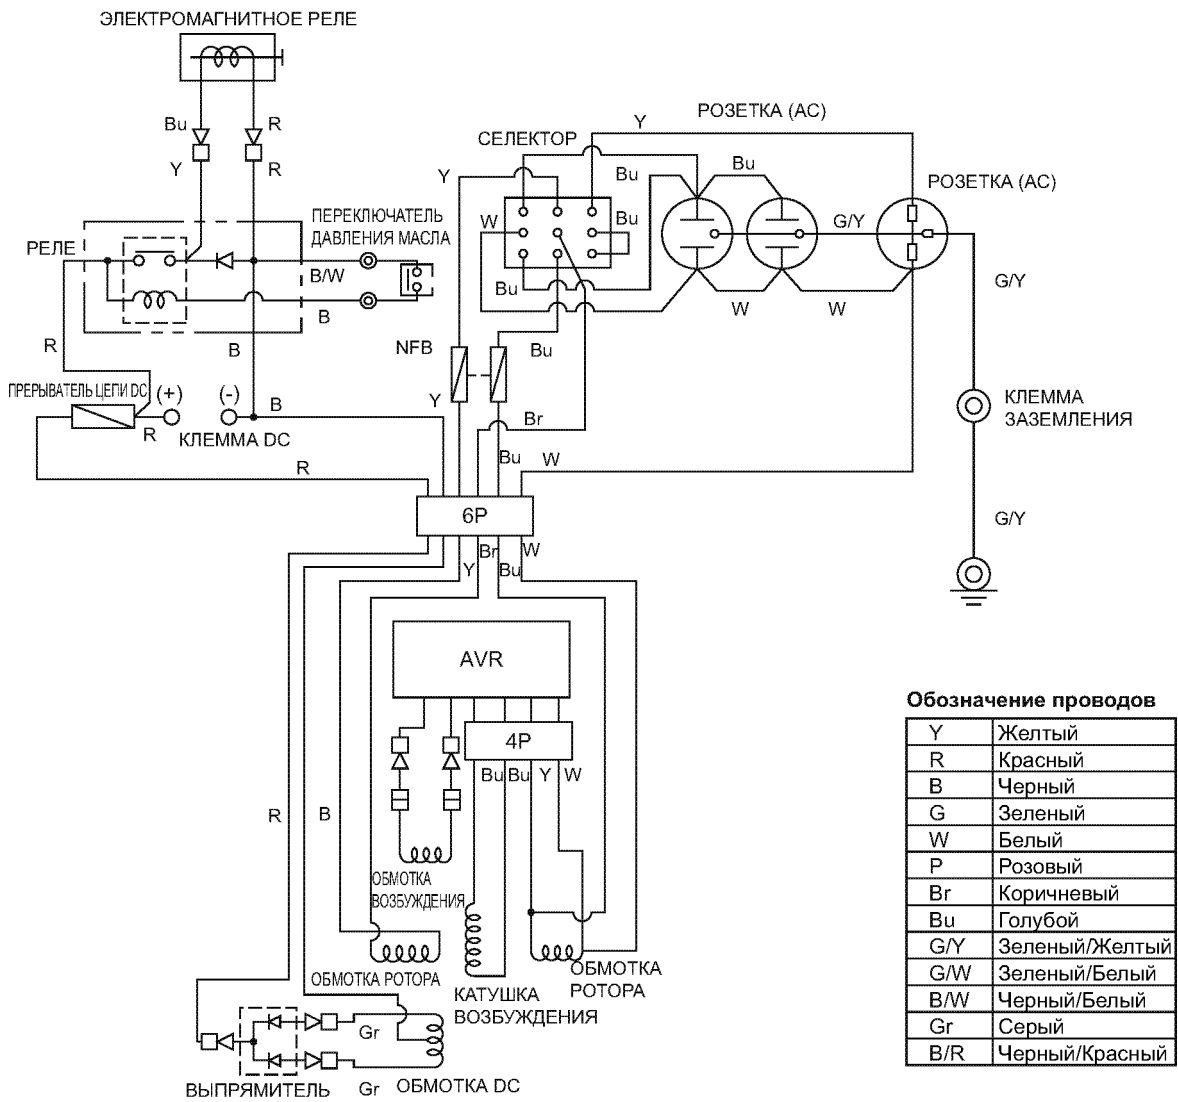 ЭЛЕКТРОМАГНИТНОЕ РЕЛЕ
Bu
R
Y
R
РОЗЕТКА (AC)
Y
СЕЛЕКТОР
Bu
Bu
Y
РОЗЕТКА (AC)
W
Bu
G/Y
ПЕРЕКЛЮЧАТЕЛЬ
ДАВЛЕНИЯ МАСЛА
РЕЛЕ
B/W
Bu
G/Y
B
W
W
R
B
NFB
Bu
ПРЕРЫВАТЕЛЬ ЦЕПИ DC
(+)
(-)
Y
B
R
КЛЕММА DC
Br
КЛЕММА
ЗАЗЕМЛЕНИЯ
Bu
W
R
6P
G/Y
Br
W
Y
Bu
AVR
4P
Bu
Bu
Y
W
R
B
ОБМОТКА
ВОЗБУЖДЕНИЯ
ОБМОТКА РОТОРА
ОБМОТКА
РОТОРА
КАТУШКА
ВОЗБУЖДЕНИЯ
Gr
ВЫПРЯМИТЕЛЬ
Gr
ОБМОТКА DC
Обозначение проводов
Y Желтый
R Красный
B Черный
G Зеленый
W Белый
P Розовый
Br Коричневый
Bu Голубой
G/Y Зеленый/Желтый
G/W Зеленый/Белый
B/W Черный/Белый
Gr Серый
B/R Черный/Красный